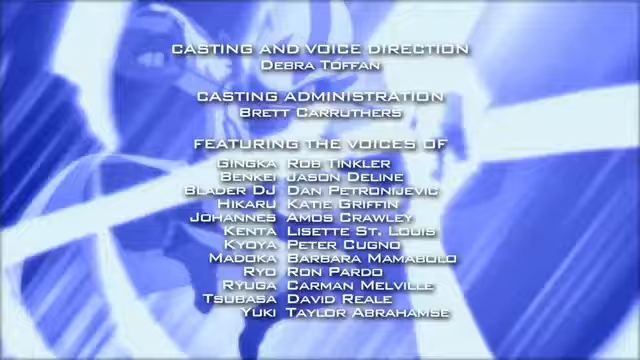 CASTING AND VOICE DIRECTION
DEBRA TOFFAN
CASTING ADMINISTRATION
BRETT CARRUTHERS
FEATURING THE VOICES OF
GINGKA ROB TINKLER
BENKEI JASON DELINE
BLADER DJ DAN PETRONIJEVIC
HIKARU KATIE GRIFFIN
JOHANNES AMOS CRAWLEY
KENTA LISETTE ST. LOUIS
KYOYA PETER CUGNO
MADOKA BARBARA MAMABOLO
RYO RON PARDO
RYUGA CARMAN MELVILLE
TSUBASA DAVID REALE
YUKI TAYLOR ABRAHAMSE